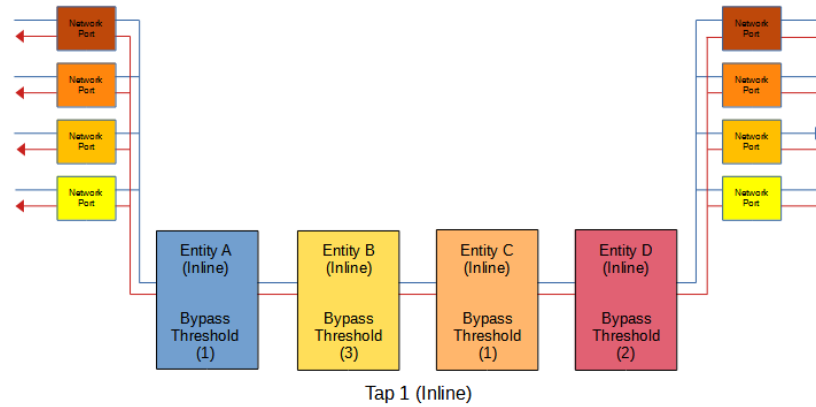 Network
Port
Network
Port
Network
Port
Network
Port
Network
Port
Network
Port
Network
Port
Network
Port
Entity A
(Inline)
Bypass
Threshold
(1)
Entity B
(Inline)
Bypass
Threshold
(3)
Entity C
(Inline)
Bypass
Threshold
(1)
Entity D
(Inline)
Bypass
Threshold
(2)
Tap 1 (Inline)